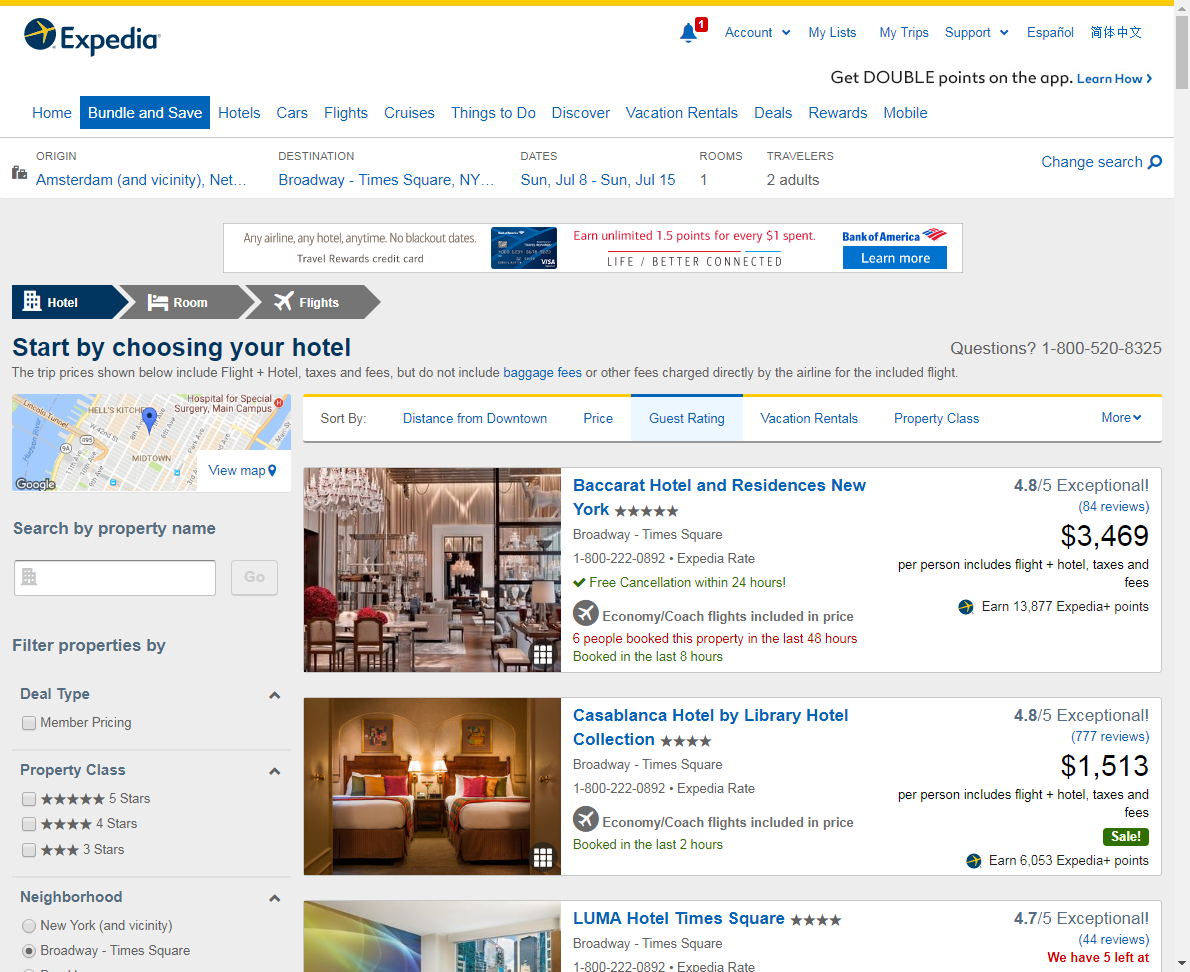 Expedia
1
Account
My Lists
My Trips
Support
Español
简体中文
Get DOUBLE points on the app. Learn How
Home
Bundle and Save
Hotels
Cars
Flights
Cruises
Things to Do
Discover
Vacation Rentals
Deals
Rewards
Mobile
ORIGIN
Amsterdam (and vicinity), Net...
DESTINATION
Broadway - Times Square, NY...
DATES
Sun, Jul 8 - Sun, Jul 15
ROOMS
1
TRAVELERS
2 adults
Change search
Any airline, any hotel, anytime. No blackout dates.
Travel Rewards credit card
VISA
Earn unlimited 1.5 points for every $1 spent.
LIFE / BETTER CONNECTED
Bank of America
Learn more
Hotel
Room
Flights
Start by choosing your hotel
Questions? 1-800-520-8325
The trip prices shown below include Flight + Hotel, taxes and fees, but do not include baggage fees or other fees charged directly by the airline for the included flight.
Lincoln Tunnel
HELL'S KITCHEN
Hospital for Special
Surgery, Main Campus
H
Hudson River
W 42nd St
495
9A
MIDTOWN
Park Ave
Google
View map
Search by property name
Go
Filter properties by
Deal Type
Member Pricing
Property Class
5 Stars
4 Stars
3 Stars
Neighborhood
New York (and vicinity)
Broadway - Times Square
Sort By:
Distance from Downtown
Price
Guest Rating
Vacation Rentals
Property Class
More
Baccarat Hotel and Residences New
York
Broadway - Times Square
1-800-222-0892 • Expedia Rate
Free Cancellation within 24 hours!
Economy/Coach flights included in price
6 people booked this property in the last 48 hours
Booked in the last 8 hours
4.8/5 Exceptional!
(84 reviews)
$3,469
per person includes flight + hotel, taxes and
fees
Earn 13,877 Expedia+ points
Casablanca Hotel by Library Hotel
Collection
Broadway - Times Square
1-800-222-0892 • Expedia Rate
Economy/Coach flights included in price
Booked in the last 2 hours
4.8/5 Exceptional!
(777 reviews)
$1,513
per person includes flight + hotel, taxes and
fees
Sale!
Earn 6,053 Expedia+ points
LUMA Hotel Times Square
Broadway - Times Square
1-800-222-0892 • Expedia Rate
4.7/5 Exceptional!
(44 reviews)
We have 5 left at